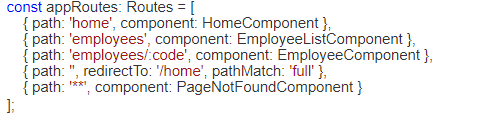 const appRoutes: Routes = [
{ path: 'home', component: HomeComponent },
{ path: 'employees', component: EmployeeListComponent },
{ path: 'employees/:code', component: EmployeeComponent },
{ path: '', redirectTo: '/home', pathMatch: 'full' },
{ path: '**', component: PageNotFoundComponent }
];